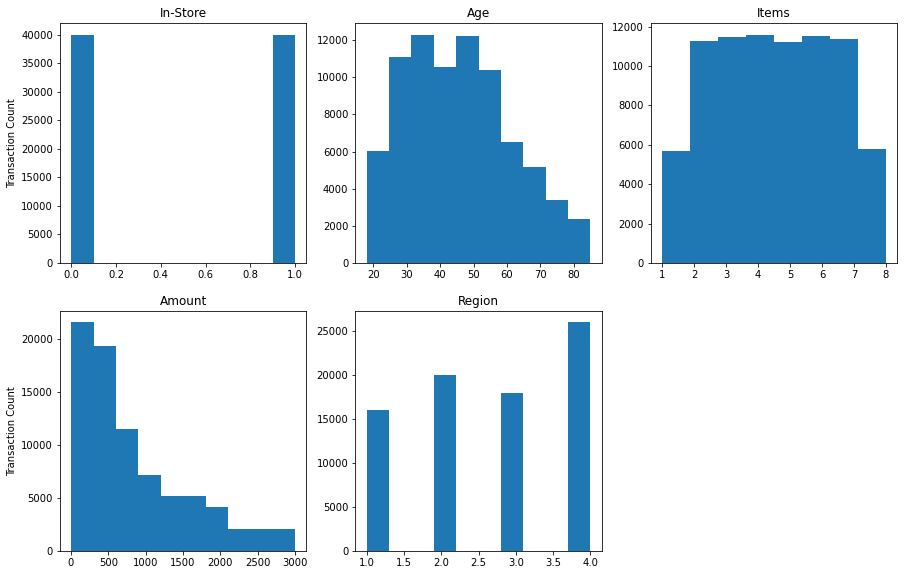 In-Store
Age
Items
Transaction Count
40000
35000
30000
25000
20000
15000
10000
5000
0
0.0 0.2 0.4 0.6 0.8 1.0
12000
10000
8000
6000
4000
2000
0
20 30 40 50 60 70 80
12000
10000
8000
6000
4000
2000
0
1 2 3 4 5 6 7 8
Amount
Region
Transaction Count
20000
15000
10000
5000
0
0 500 1000 1500 2000 2500 3000
25000
20000
15000
10000
5000
0
1.0 1.5 2.0 2.5 3.0 3.5 4.0